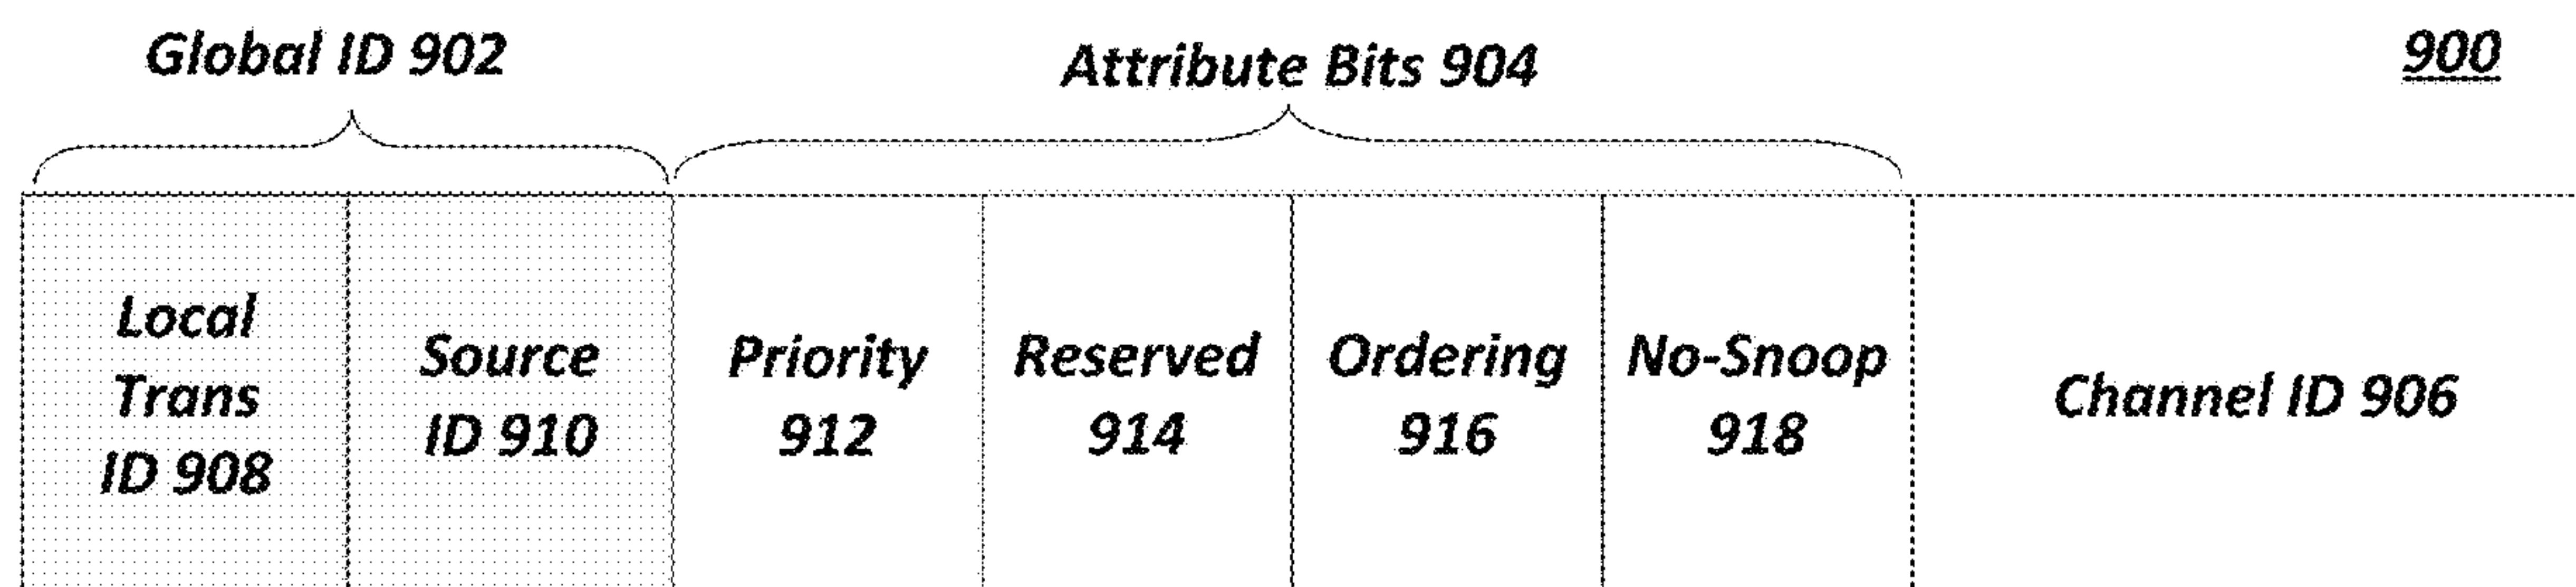 Global ID 902
Attribute Bits 904
900
Local
Trans
ID 908
Source
ID 910
Priority
912
Reserved
914
Ordering
916
No-Snoop
918
Channel ID 906